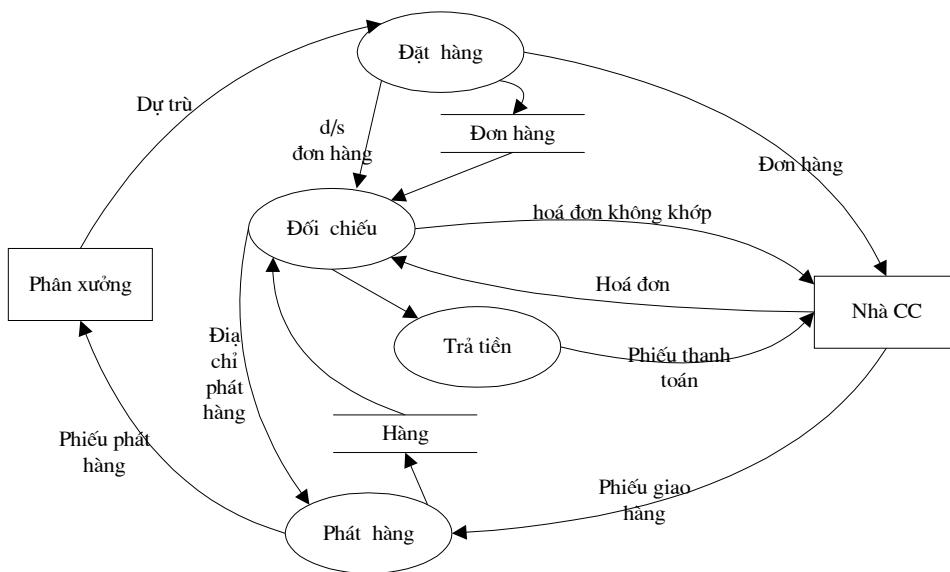 Đặt hàng
Dự trù
d/s
đơn hàng
Đơn hàng
Đơn hàng
Đối chiếu
hoá đơn không khớp
Phân xưởng
Hoá đơn
Nhà CC
Trả tiền
Địạ
chỉ
phát
hàng
Phiếu thanh
toán
Hàng
Phiếu phát
hàng
Phiếu giao
hàng
Phát hàng